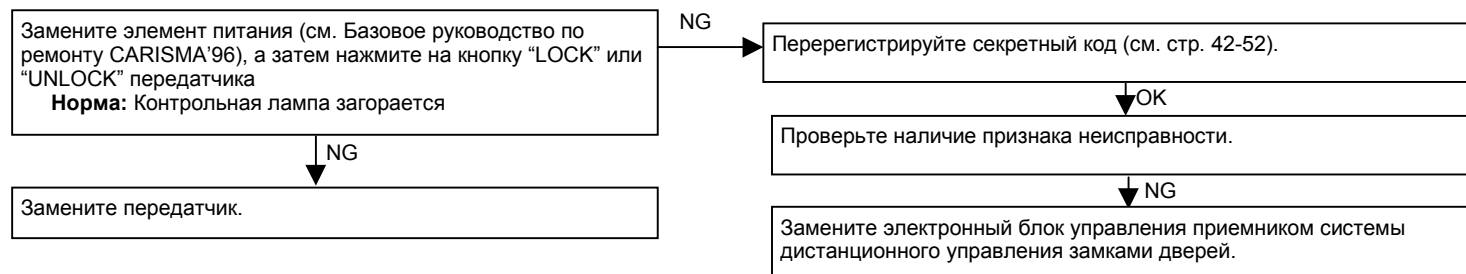 Замените элемент питания (см. Базовое руководство по
ремонту CARISMA’96), а затем нажмите на кнопку “LOCK” или
“UNLOCK” передатчика
Норма: Контрольная лампа загорается
NG
Перерегистрируйте секретный код (см. стр. 42-52).
OK
Проверьте наличие признака неисправности.
NG
Замените передатчик.
NG
Замените электронный блок управления приемником системы
дистанционного управления замками дверей.